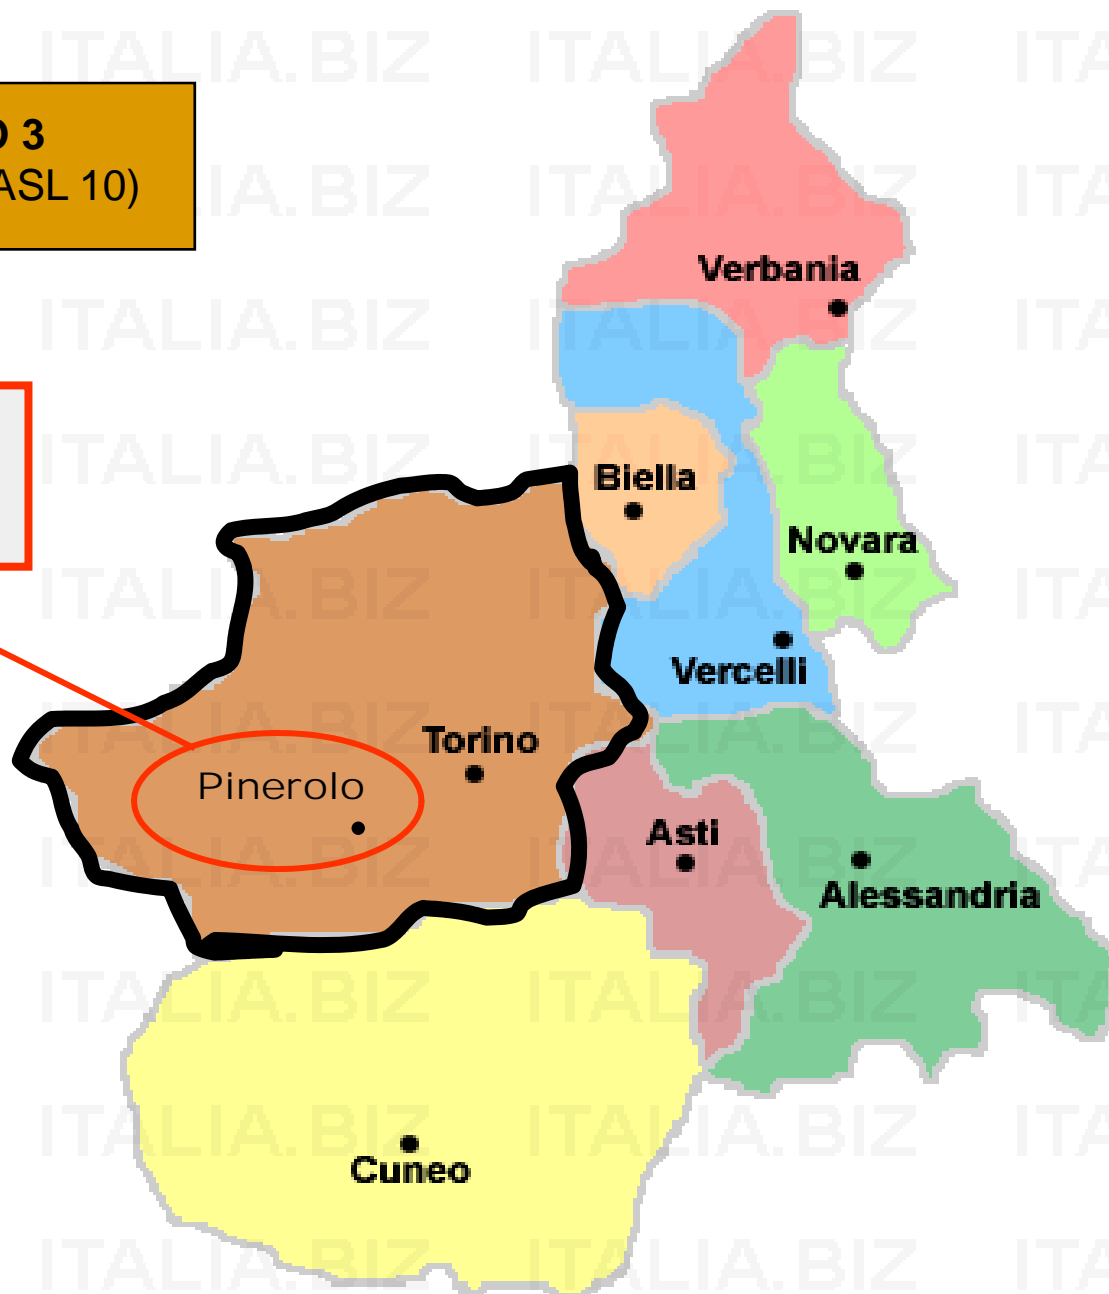 3
ASL 10)
Verbania
Biella
Novara
Vercelli
Torino
Pinerolo
Asti
Alessandria
Cuneo
ITALIA.BIZ